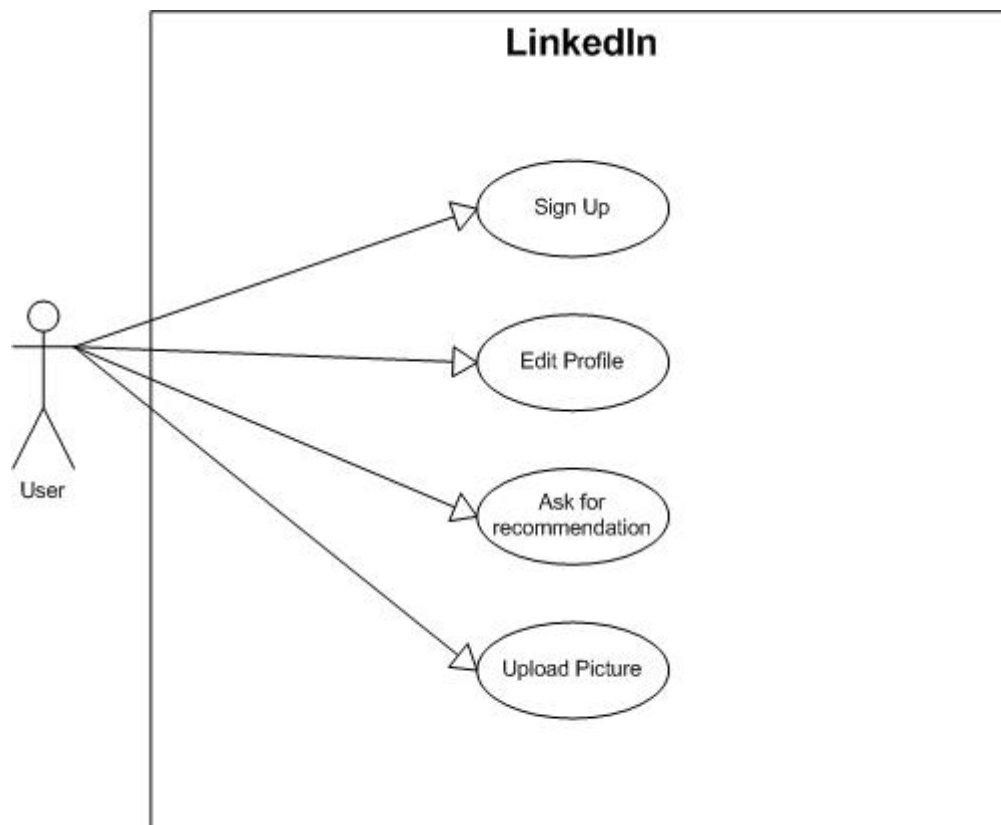 LinkedIn
Sign Up
Edit Profile
User
Ask for
recommendation
Upload Picture